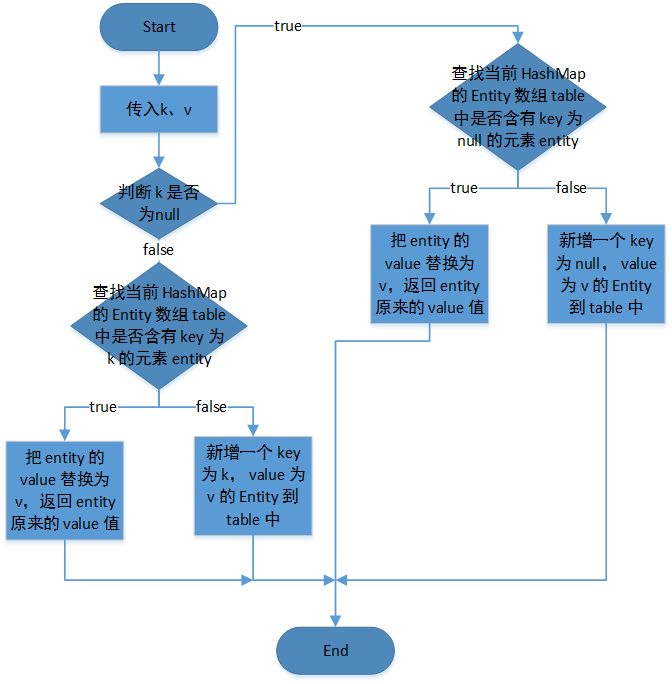 Start
传入k、v
判断 k 是否
为null
true
false
查找当前 HashMap
的 Entity 数组 table
中是否含有 key 为
null 的元素 entity
true
false
把 entity 的
value 替换为
v，返回 entity
原来的 value 值
新增一个 key
为 null， value
为 v 的 Entity
到 table 中
查找当前 HashMap
的 Entity 数组 table
中是否含有 key 为
k 的元素 entity
true
false
把 entity 的
value 替换为
v，返回 entity
原来的 value 值
新增一个 key
为 k， value 为
v 的 Entity 到
table 中
End